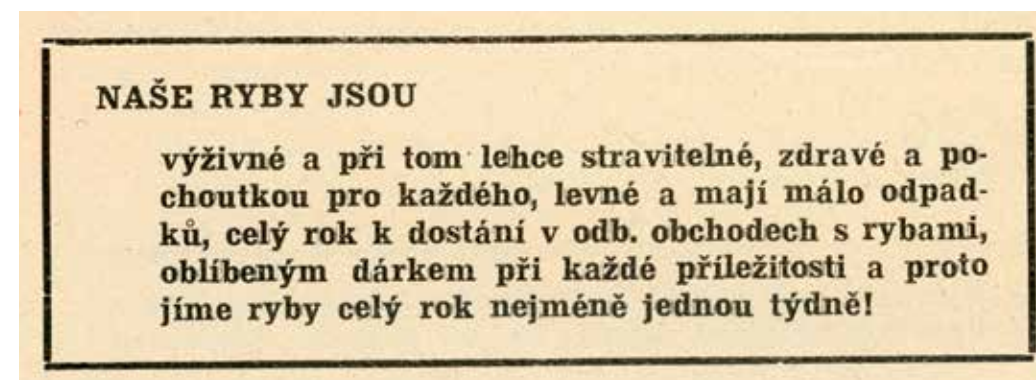 NAŠE RYBY JSOU
výživné a při tom lehce stravitelné, zdravé a po-
choutkou pro každého, levné a mají málo odpad-
ků, celý rok k dostání v odb. obchodech s rybami,
oblíbeným dárkem při každé příležitosti a proto
jíme ryby celý rok nejméně jednou týdně!